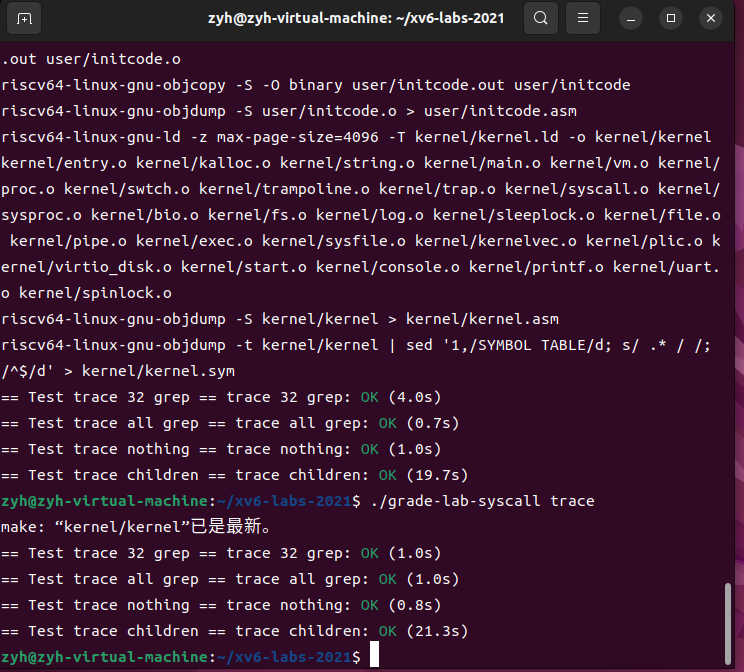 zyh@zyh-virtual-machine: ~/xv6-labs-2021
.out user/initcode.o
riscv64-linux-gnu-objcopy -S -O binary user/initcode.out user/initcode
riscv64-linux-gnu-objdump -S user/initcode.o > user/initcode.asm
riscv64-linux-gnu-ld -z max-page-size=4096 -T kernel/kernel.ld -o kernel/kernel
kernel/entry.o kernel/kalloc.o kernel/string.o kernel/main.o kernel/vm.o kernel/
proc.o kernel/swtch.o kernel/trampoline.o kernel/trap.o kernel/syscall.o kernel/
sysproc.o kernel/bio.o kernel/fs.o kernel/log.o kernel/sleeplock.o kernel/file.o
 kernel/pipe.o kernel/exec.o kernel/sysfile.o kernel/kernelvec.o kernel/plic.o k
ernel/virtio_disk.o kernel/start.o kernel/console.o kernel/printf.o kernel/uart.
o kernel/spinlock.o
riscv64-linux-gnu-objdump -S kernel/kernel > kernel/kernel.asm
riscv64-linux-gnu-objdump -t kernel/kernel | sed '1,/SYMBOL TABLE/d; s/ .* / /;
/^$/d' > kernel/kernel.sym
== Test trace 32 grep == trace 32 grep: OK (4.0s)
== Test trace all grep == trace all grep: OK (0.7s)
== Test trace nothing == trace nothing: OK (1.0s)
== Test trace children == trace children: OK (19.7s)
zyh@zyh-virtual-machine:~/xv6-labs-2021$ ./grade-lab-syscall trace
make: “kernel/kernel”已是最新。
== Test trace 32 grep == trace 32 grep: OK (1.0s)
== Test trace all grep == trace all grep: OK (1.0s)
== Test trace nothing == trace nothing: OK (0.8s)
== Test trace children == trace children: OK (21.3s)
zyh@zyh-virtual-machine:~/xv6-labs-2021$